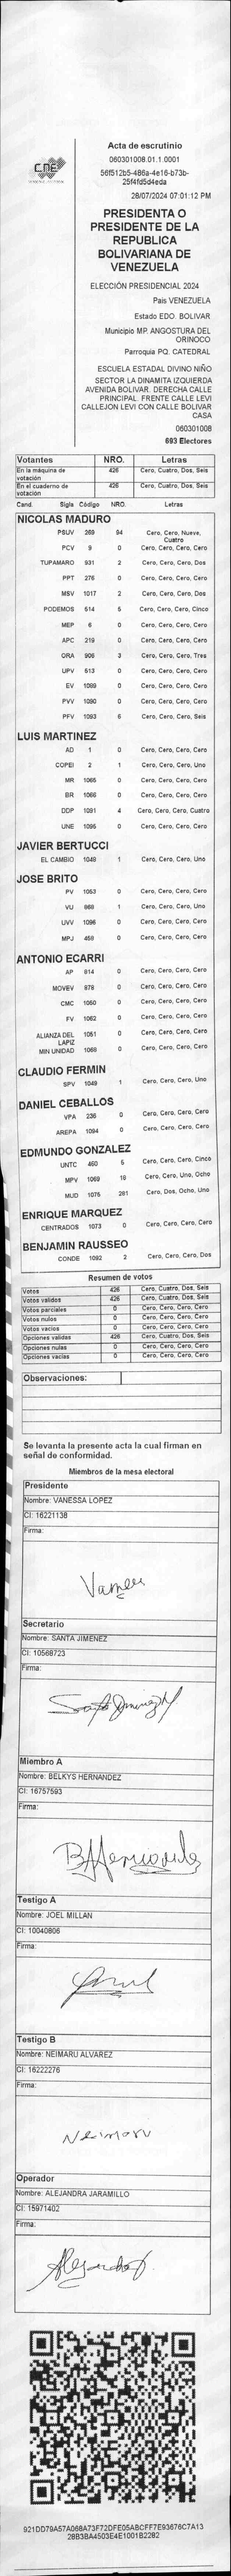 CNE
Acta de escrutinio
060301008.01.1.0001
56f512b5-486a-4e16-b73b-
25f4fd5d4eda
28/07/2024 07:01:12 PM
PRESIDENTA O
PRESIDENTE DE LA
REPUBLICA
BOLIVARIANA DE
VENEZUELA
ELECCIÓN PRESIDENCIAL 2024
Pais VENEZUELA
Estado EDO. BOLIVAR
Municipio MP. ANGOSTURA DEL
ORINOCO
Parroquia PQ. CATEDRAL
ESCUELA ESTADAL DIVINO NIÑO
SECTOR LA DINAMITA IZQUIERDA
AVENIDA BOLIVAR. DERECHA CALLE
PRINCIPAL. FRENTE CALLE LEVI
CALLEJON LEVI CON CALLE BOLIVAR
CASA
060301008
693 Electores
Votantes NRO. Letras
En la máquina de votación 426 Cero, Cuatro, Dos, Seis
En el cuaderno de votación 426 Cero, Cuatro, Dos, Seis
Cand. Sigla Código NRO. Letras
NICOLAS MADURO
PSUV 269 94 Cero, Cero, Nueve, Cuatro
PCV 9 0 Cero, Cero, Cero, Cero
TUPAMARO 931 2 Cero, Cero, Cero, Dos
PPT 276 0 Cero, Cero, Cero, Cero
MSV 1017 2 Cero, Cero, Cero, Dos
PODEMOS 514 5 Cero, Cero, Cero, Cinco
MEP 6 0 Cero, Cero, Cero, Cero
APC 219 0 Cero, Cero, Cero, Cero
ORA 906 3 Cero, Cero, Cero, Tres
UPV 513 0 Cero, Cero, Cero, Cero
EV 1089 0 Cero, Cero, Cero, Cero
PVV 1090 0 Cero, Cero, Cero, Cero
PFV 1093 6 Cero, Cero, Cero, Seis
LUIS MARTINEZ
AD 1 0 Cero, Cero, Cero, Cero
COPEI 2 1 Cero, Cero, Cero, Uno
MR 1065 0 Cero, Cero, Cero, Cero
BR 1066 0 Cero, Cero, Cero, Cero
DDP 1091 4 Cero, Cero, Cero, Cuatro
UNE 1095 0 Cero, Cero, Cero, Cero
JAVIER BERTUCCI
EL CAMBIO 1048 1 Cero, Cero, Cero, Uno
JOSE BRITO
PV 1053 0 Cero, Cero, Cero, Cero
VU 868 1 Cero, Cero, Cero, Uno
UVV 1096 0 Cero, Cero, Cero, Cero
MPJ 458 0 Cero, Cero, Cero, Cero
ANTONIO ECARRI
AP 814 0 Cero, Cero, Cero, Cero
MOVEV 878 0 Cero, Cero, Cero, Cero
CMC 1050 0 Cero, Cero, Cero, Cero
FV 1062 0 Cero, Cero, Cero, Cero
ALIANZA DEL LAPIZ 1051 0 Cero, Cero, Cero, Cero
MIN UNIDAD 1068 0 Cero, Cero, Cero, Cero
CLAUDIO FERMIN
SPV 1049 1 Cero, Cero, Cero, Uno
DANIEL CEBALLOS
VPA 236 0 Cero, Cero, Cero, Cero
AREPA 1094 0 Cero, Cero, Cero, Cero
EDMUNDO GONZALEZ
UNTC 460 5 Cero, Cero, Cero, Cinco
MPV 1069 18 Cero, Cero, Uno, Ocho
MUD 1075 281 Cero, Dos, Ocho, Uno
ENRIQUE MARQUEZ
CENTRADOS 1073 0 Cero, Cero, Cero, Cero
BENJAMIN RAUSSEO
CONDE 1092 2 Cero, Cero, Cero, Dos
Resumen de votos
Votos 426 Cero, Cuatro, Dos, Seis
Votos validos 426 Cero, Cuatro, Dos, Seis
Votos parciales 0 Cero, Cero, Cero, Cero
Votos nulos 0 Cero, Cero, Cero, Cero
Votos vacios 0 Cero, Cero, Cero, Cero
Opciones validas 426 Cero, Cuatro, Dos, Seis
Opciones nulas 0 Cero, Cero, Cero, Cero
Opciones vacias 0 Cero, Cero, Cero, Cero
Observaciones:
Se levanta la presente acta la cual firman en
señal de conformidad.
Miembros de la mesa electoral
Presidente
Nombre: VANESSA LOPEZ
CI: 16221138
Firma:
Secretario
Nombre: SANTA JIMENEZ
CI: 10568723
Firma:
Santa Jimenez M
Miembro A
Nombre: BELKYS HERNANDEZ
CI: 16757593
Firma:
BHernandez
Testigo A
Nombre: JOEL MILLAN
CI: 10040806
Firma:
Testigo B
Nombre: NEIMARU ALVAREZ
CI: 16222276
Firma:
Neimaru
Operador
Nombre: ALEJANDRA JARAMILLO
CI: 15971402
Firma:
921DD79A57A068A73F72DFE05ABCFF7E93676C7A13
28B3BA4503E4E1001B2282